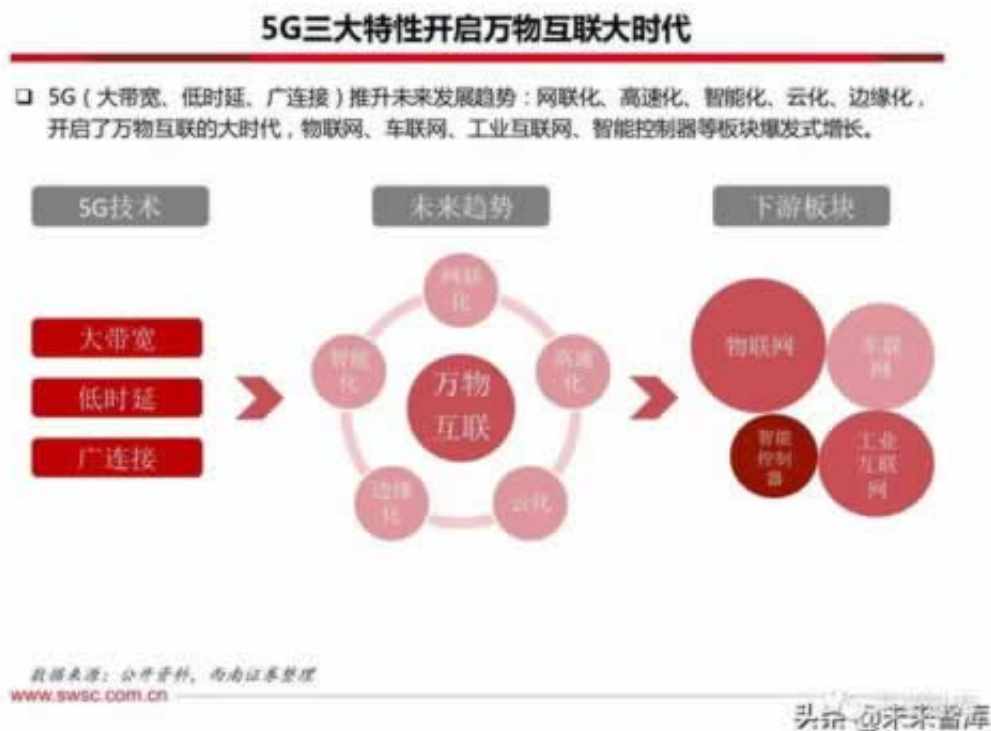 5G三大特性开启万物互联大时代
❑ 5G（大带宽、低时延、广连接）推升未来发展趋势：网联化、高速化、智能化、云化、边缘化，
开启了万物互联的大时代，物联网、车联网、工业互联网、智能控制器等板块爆发式增长。
5G技术
未来趋势
下游板块
大带宽
低时延
广连接
网联
化
智能
化
高速
化
万物
互联
边缘
化
云化
物联网
车联
网
智能
控制
器
工业
互联
网
数据来源：公开资料，西南证券整理
www.swsc.com.cn
头条 @未来智库